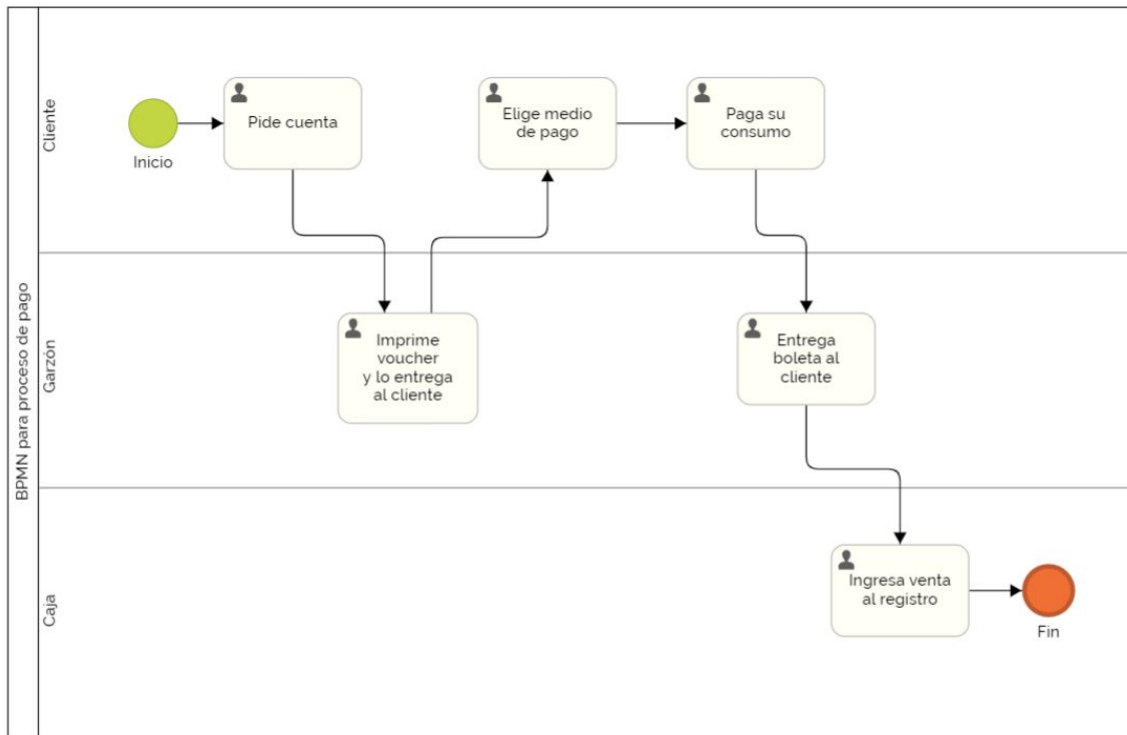 BPMN para proceso de pago
Cliente
Inicio
Pide cuenta
Elige medio
de pago
Paga su
consumo
Garzón
Imprime
voucher
y lo entrega
al cliente
Entrega
boleta al
cliente
Caja
Ingresa venta
al registro
Fin